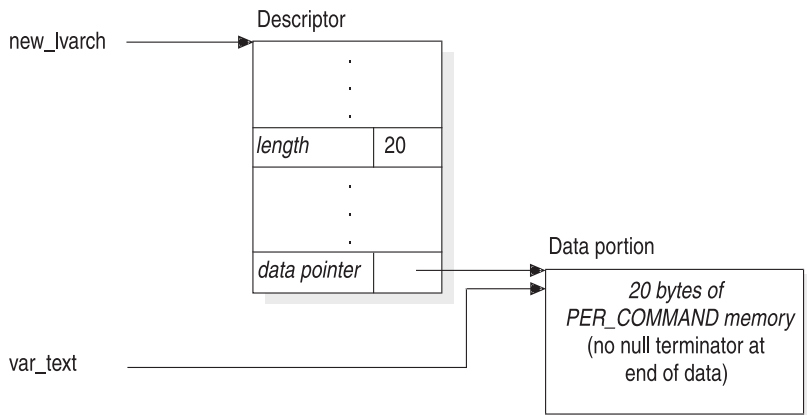 Descriptor
new_lvarch
length 20
data pointer
Data portion
20 bytes of
PER_COMMAND memory
(no null terminator at
end of data)
var_text